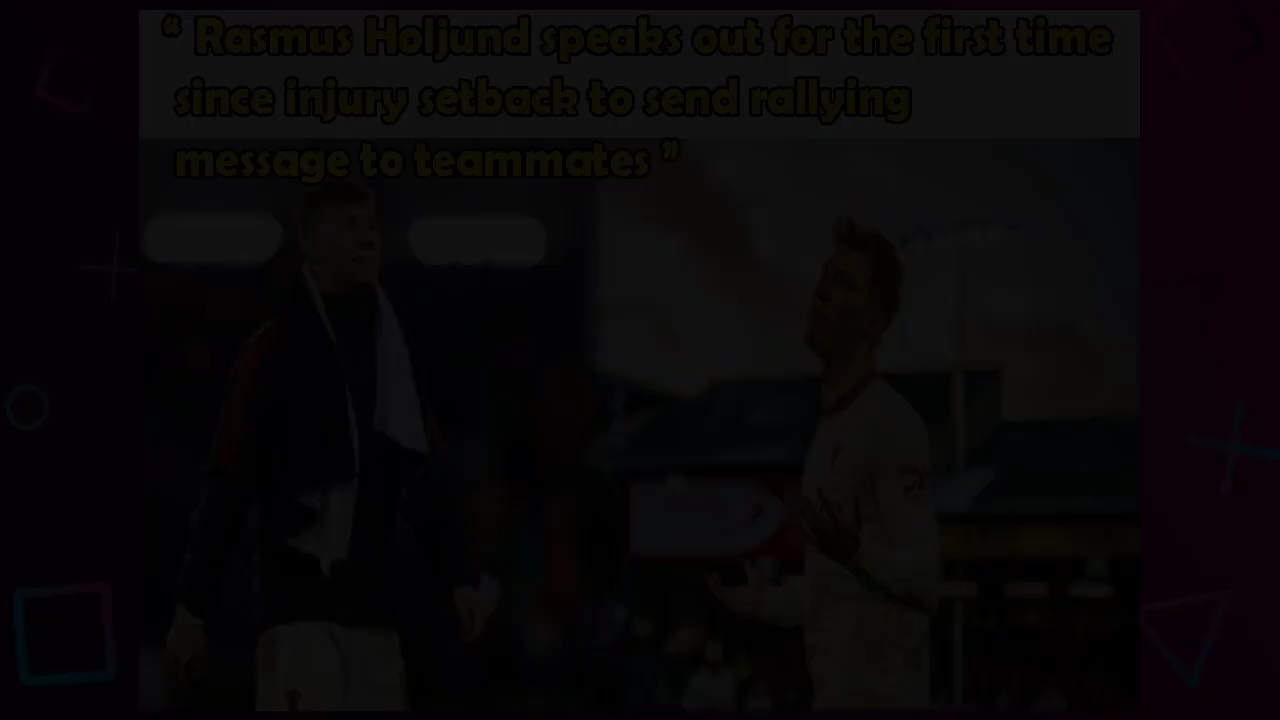 “ Rasmus Holjund speaks out for the first time
since injury setback to send rallying
message to teammates ”